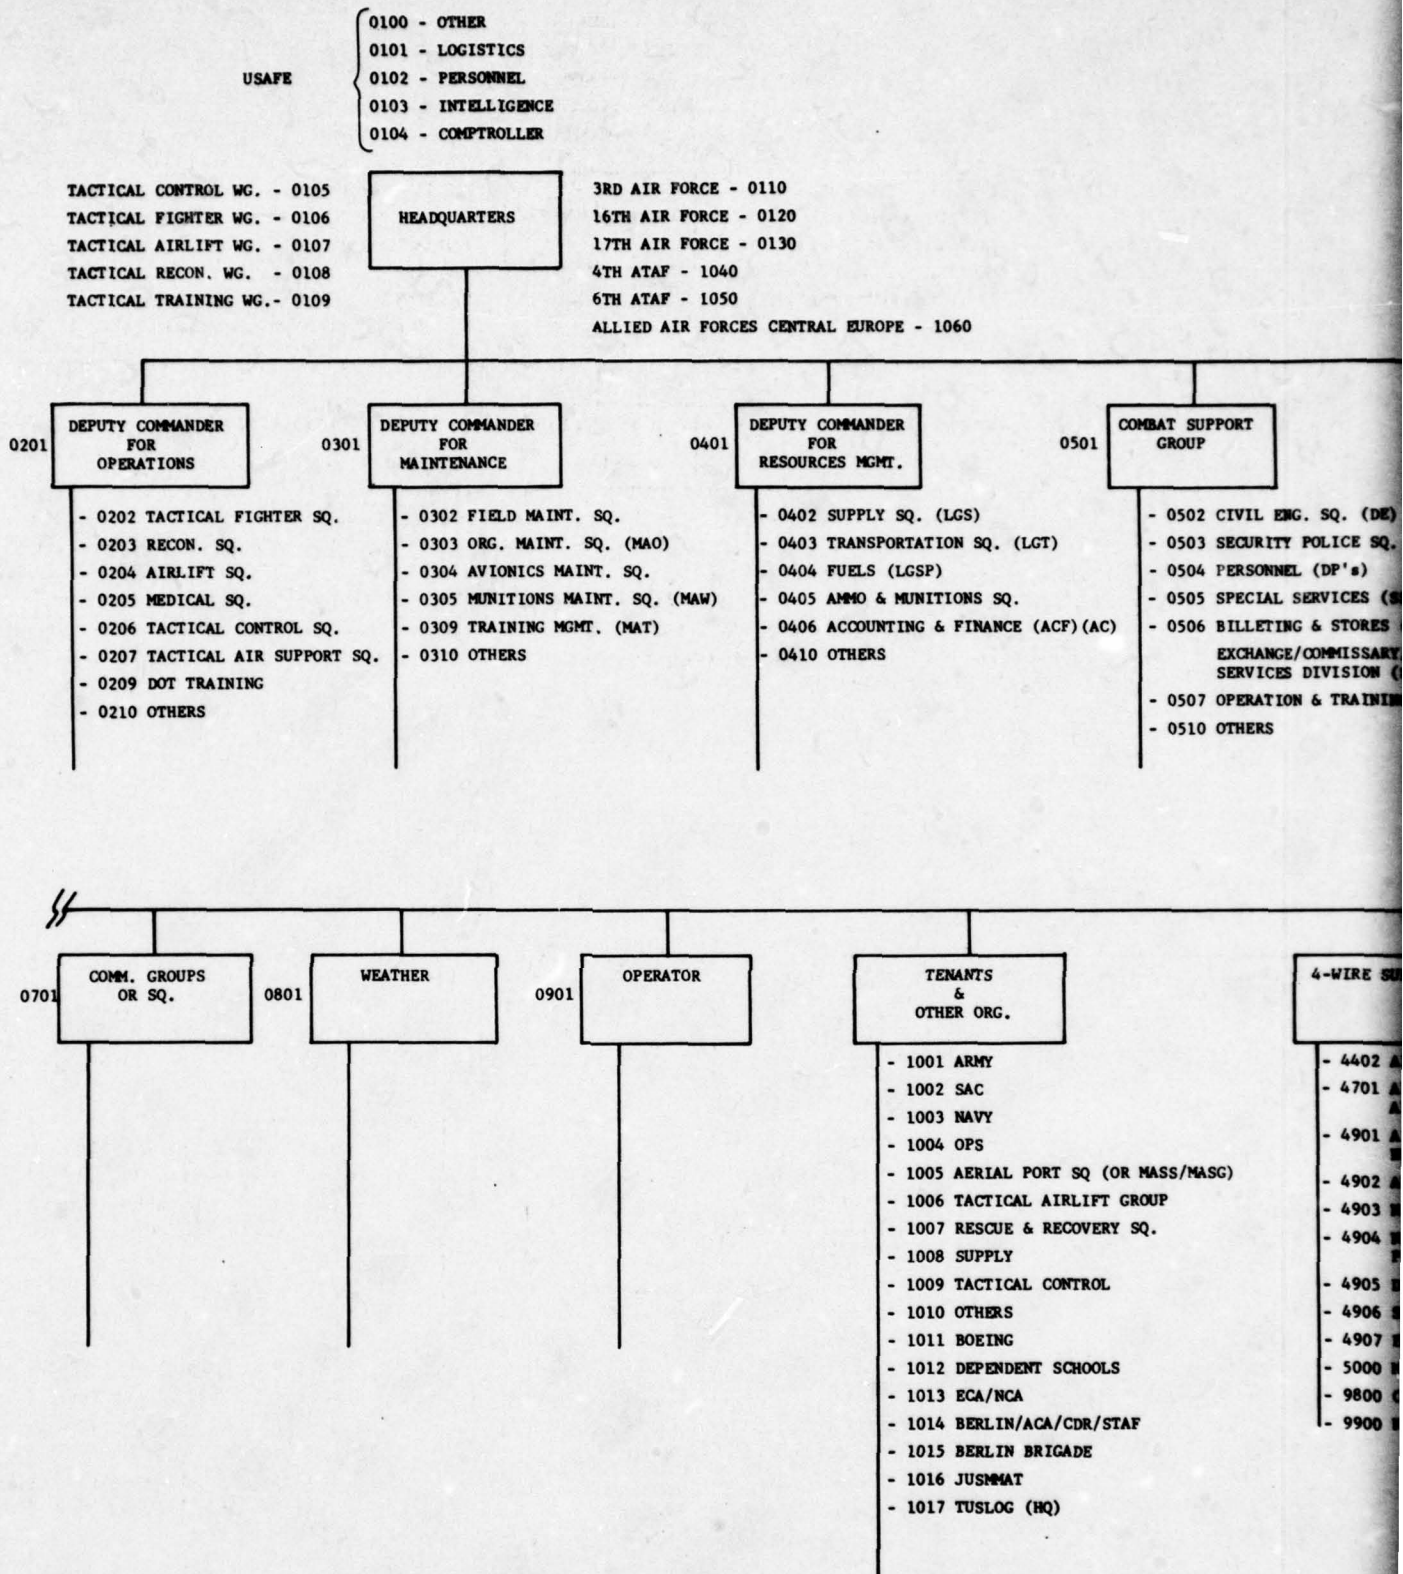 0100 - OTHER
0101 - LOGISTICS
USAFE
0102 - PERSONNEL
0103 - INTELLIGENCE
0104 - COMPTROLLER
TACTICAL CONTROL WG. - 0105
TACTICAL FIGHTER WG. - 0106
TACTICAL AIRLIFT WG. - 0107
TACTICAL RECON. WG. - 0108
TACTICAL TRAINING WG.- 0109
HEADQUARTERS
3RD AIR FORCE - 0110
16TH AIR FORCE - 0120
17TH AIR FORCE - 0130
4TH ATAF - 1040
6TH ATAF - 1050
ALLIED AIR FORCES CENTRAL EUROPE - 1060
0201
DEPUTY COMMANDER
FOR
OPERATIONS
- 0202 TACTICAL FIGHTER SQ.
- 0203 RECON. SQ.
- 0204 AIRLIFT SQ.
- 0205 MEDICAL SQ.
- 0206 TACTICAL CONTROL SQ.
- 0207 TACTICAL AIR SUPPORT SQ.
- 0209 DOT TRAINING
- 0210 OTHERS
0301
DEPUTY COMMANDER
FOR
MAINTENANCE
- 0302 FIELD MAINT. SQ.
- 0303 ORG. MAINT. SQ. (MAO)
- 0304 AVIONICS MAINT. SQ.
- 0305 MUNITIONS MAINT. SQ. (MAW)
- 0309 TRAINING MGMT. (MAT)
- 0310 OTHERS
0401
DEPUTY COMMANDER
FOR
RESOURCES MGMT.
- 0402 SUPPLY SQ. (LGS)
- 0403 TRANSPORTATION SQ. (LGT)
- 0404 FUELS (LGSP)
- 0405 AMMO & MUNITIONS SQ.
- 0406 ACCOUNTING & FINANCE (ACF)(AC)
- 0410 OTHERS
0501
COMBAT SUPPORT
GROUP
- 0502 CIVIL ENG. SQ. (DE)
- 0503 SECURITY POLICE SQ.
- 0504 PERSONNEL (DP's)
- 0505 SPECIAL SERVICES
- 0506 BILLETING & STORES
EXCHANGE/COMMISSARY
SERVICES DIVISION
- 0507 OPERATION &
- 0510 OTHERS
0701
COMM. GROUPS
OR SQ.
0801
WEATHER
0901
OPERATOR
TENANTS
&
OTHER ORG.
- 1001 ARMY
- 1002 SAC
- 1003 NAVY
- 1004 OPS
- 1005 AERIAL PORT SQ (OR MASS/MASG)
- 1006 TACTICAL AIRLIFT GROUP
- 1007 RESCUE & RECOVERY SQ.
- 1008 SUPPLY
- 1009 TACTICAL CONTROL
- 1010 OTHERS
- 1011 BOEING
- 1012 DEPENDENT SCHOOLS
- 1013 ECA/NCA
- 1014 BERLIN/ACA/CDR/STAF
- 1015 BERLIN BRIGADE
- 1016 JUSMMAT
- 1017 TUSLOG (HQ)
4-WIRE
- 4402
- 4701
- 4901
- 4902
- 4903
- 4904
- 4905
- 4906
- 4907
- 5000
- 9800
- 9900